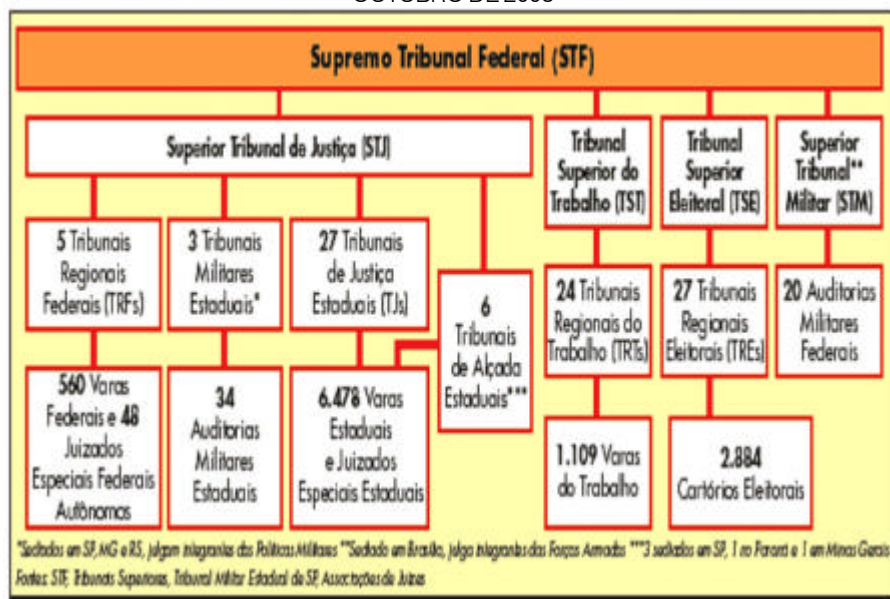 OUTUBRO DE
Supremo Tribunal Federal (STF)
Superior Tribunal de Justiça (STJ)
Tribunal
Superior do
Trabalho (TST)
Tribunal
Superior
Eleitoral (TSE)
Superior
Tribunal**
Militar (STM)
5 Tribunais
Regionais
Federais (TRFs)
3 Tribunais
Militares
Estaduais*
27 Tribunais
de Justiça
Estaduais (TJs)
6
Tribunais
de Alçada
Estaduais***
24 Tribunais
Regionais do
Trabalho (TRTs)
27 Tribunais
Regionais
Eleitorais (TREs)
20 Auditorias
Militares
Federais
560 Varas
Federais e 48
Juizados
Especiais Federais
Autônomos
34
Auditorias
Militares
Estaduais
6.478 Varas
Estaduais
e Juizados
Especiais Estaduais
1.109 Varas
do Trabalho
2.884
Cartórios Eleitorais
*Sediados em SP, MG e RS, julgam integrantes das Polícias Militares **Sediado em Brasília, julga integrantes das Forças Armadas ***3 sediados em SP, 1 no Paraná e 1 em Minas Gerais
Fontes: STF, Tribunais Superiores, Tribunal Militar Estadual de SP, Associações de Juízes